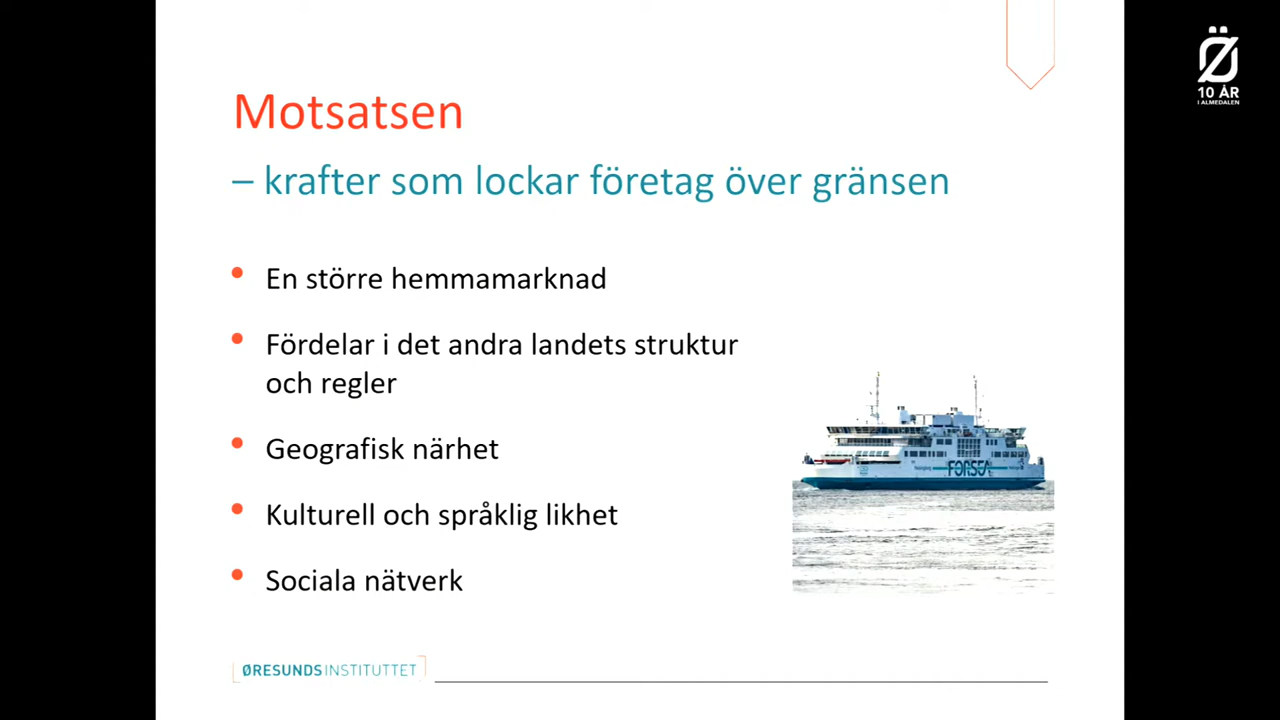 Ö
10 ÅR
I ALMEDALEN
Motsatsen
– krafter som lockar företag över gränsen
• En större hemmamarknad
• Fördelar i det andra landets struktur
och regler
• Geografisk närhet
• Kulturell och språklig likhet
• Sociala nätverk
FORSEA
ØRESUNDSINSTITUTTET